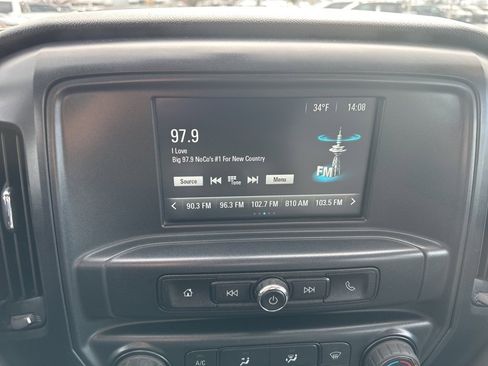 34°F 14:08
97.9
I Love
Big 97.9 NoCo's #1 For New Country
FM
Source Tune Menu
90.3 FM 96.3 FM 102.7 FM 810 AM 103.5 FM
A/C